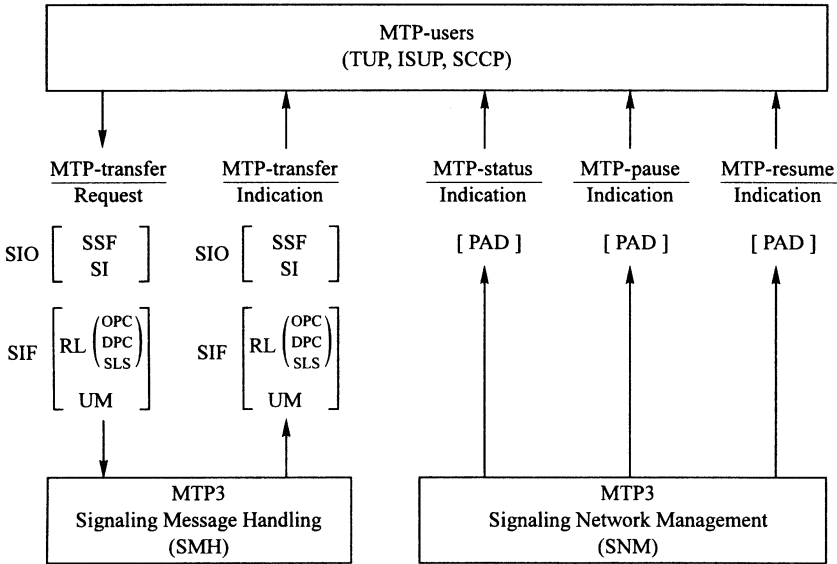 MTP-users
(TUP, ISUP, SCCP)
MTP-transfer MTP-transfer MTP-status MTP-pause MTP-resume
Request Indication Indication Indication Indication
SIO [ SSF SIO [ SSF [ PAD ] [ PAD ] [ PAD ]
SI ] SI ]
SIF [ RL ( OPC SIF [ RL ( OPC
DPC DPC
SLS ) SLS )
UM ] UM ]
MTP3 MTP3
Signaling Message Handling Signaling Network Management
(SMH) (SNM)